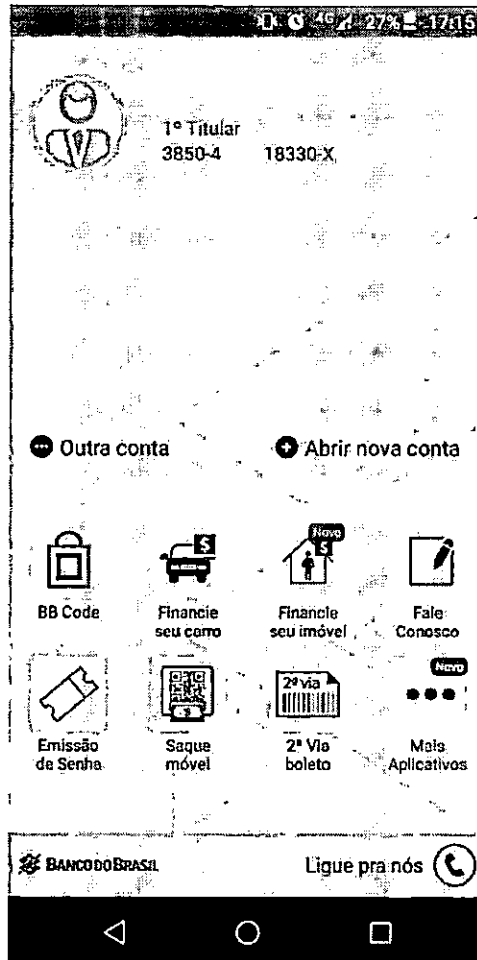 4G 27% 17:15
1º Titular
3850-4 18330-X
Outra conta
Abrir nova conta
Novo
$
$
BB Code
Financie
seu carro
Financie
seu imóvel
Fale
Conosco
2ª via
Novo
$
Emissão
de Senha
Saque
móvel
2ª Via
boleto
Mais
Aplicativos
BANCO DO BRASIL
Ligue pra nós